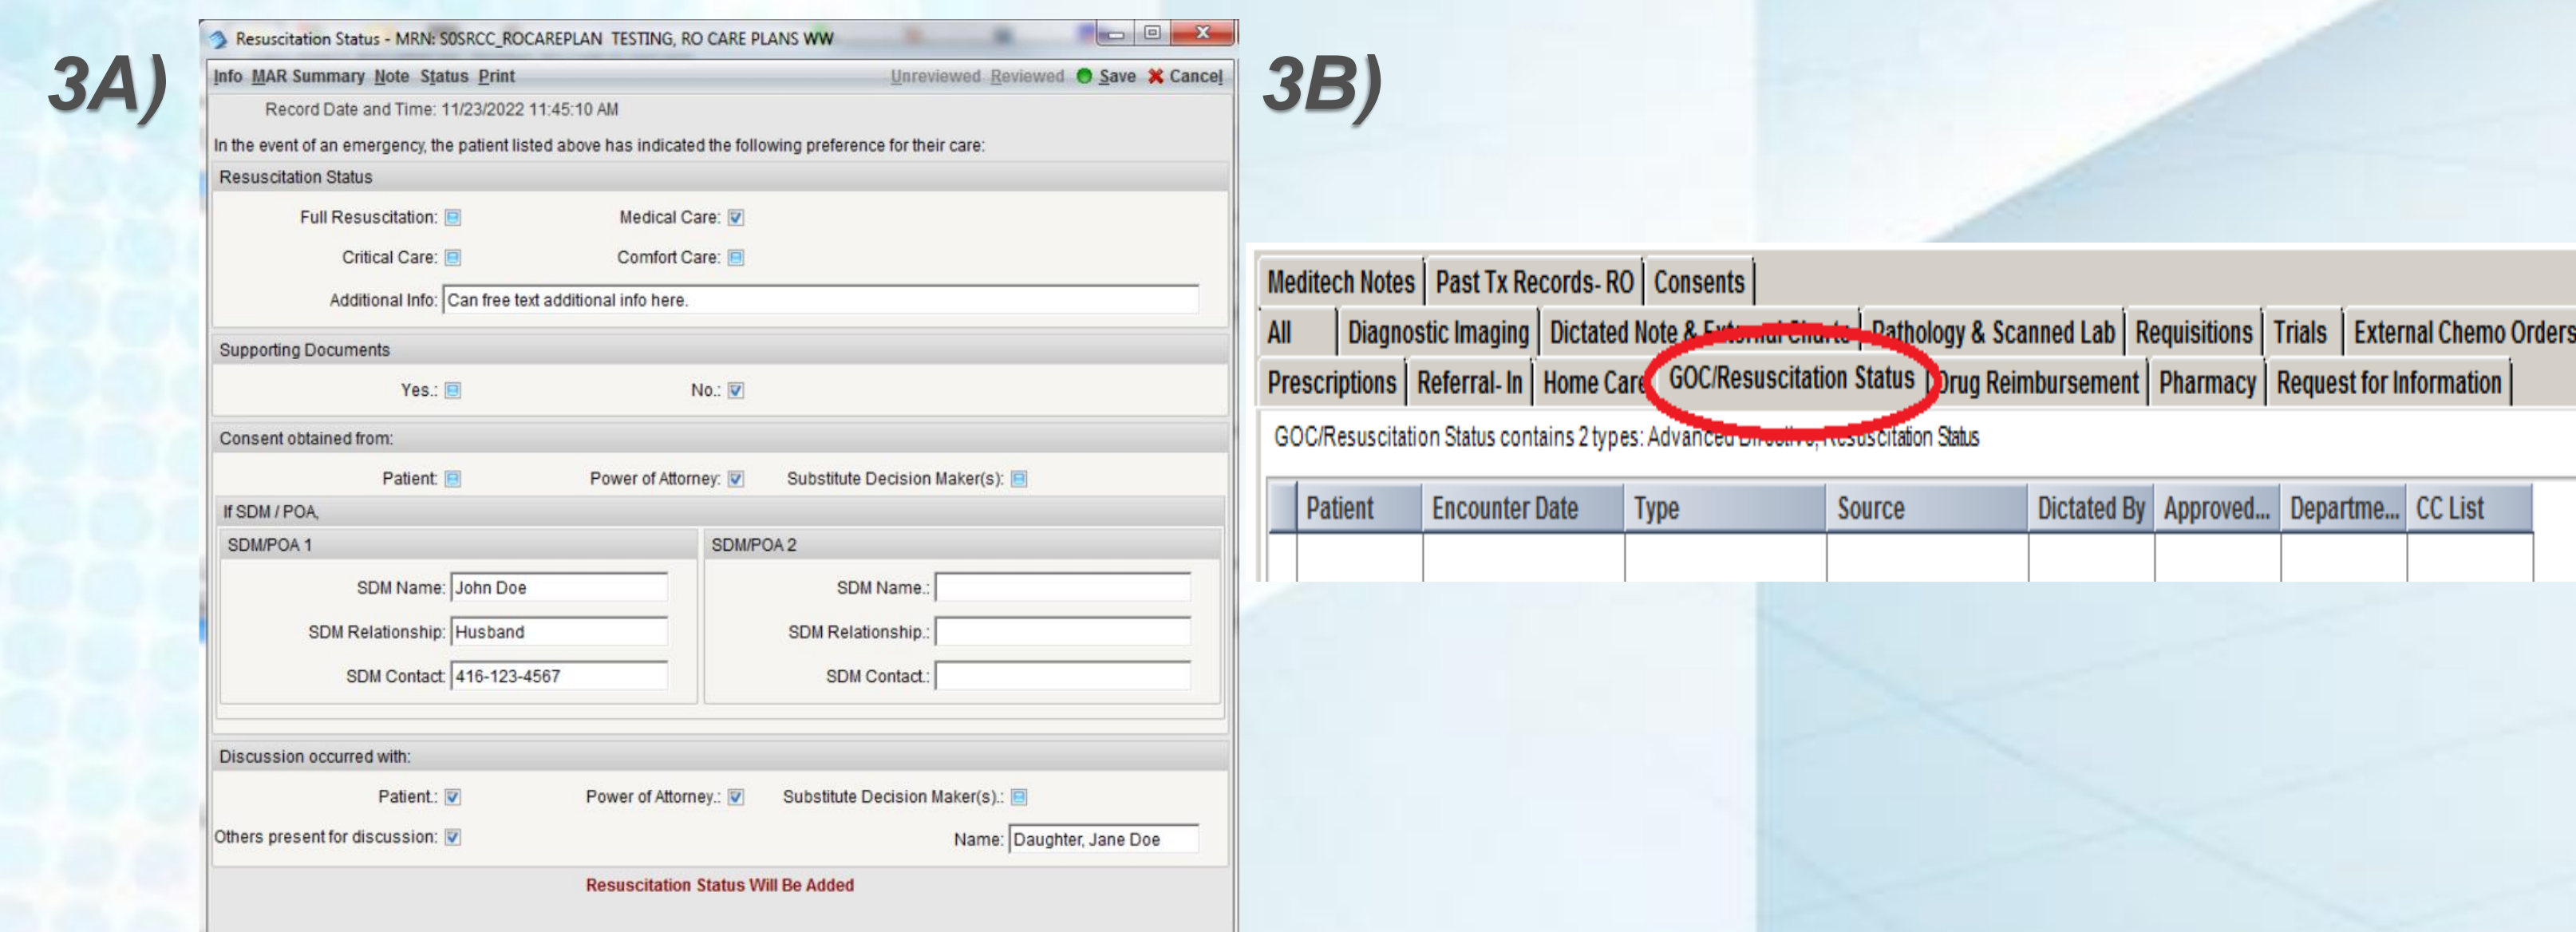 3A)
Resuscitation Status - MRN: S0SRCC_ROCAREPLAN TESTING, RO CARE PLANS WW
Info MAR Summary Note Status Print Unreviewed Reviewed Save Cancel
Record Date and Time: 11/23/2022 11:45:10 AM
In the event of an emergency, the patient listed above has indicated the following preference for their care:
Resuscitation Status
Full Resuscitation: Medical Care:
Critical Care: Comfort Care:
Additional Info: Can free text additional info here.
Supporting Documents
Yes.: No.:
Consent obtained from:
Patient: Power of Attorney: Substitute Decision Maker(s):
If SDM / POA,
SDM/POA 1 SDM/POA 2
SDM Name: John Doe SDM Name.:
SDM Relationship: Husband SDM Relationship.:
SDM Contact: 416-123-4567 SDM Contact.:
Discussion occurred with:
Patient.: Power of Attorney.: Substitute Decision Maker(s).:
Others present for discussion: Name: Daughter, Jane Doe
Resuscitation Status Will Be Added
3B)
Meditech Notes Past Tx Records- RO Consents
All Diagnostic Imaging Dictated Note & External Charts Pathology & Scanned Lab Requisitions Trials External Chemo Orders
Prescriptions Referral- In Home Care GOC/Resuscitation Status Drug Reimbursement Pharmacy Request for Information
GOC/Resuscitation Status contains 2 types: Advanced Directive, Resuscitation Status
Patient Encounter Date Type Source Dictated By Approved... Departme... CC List